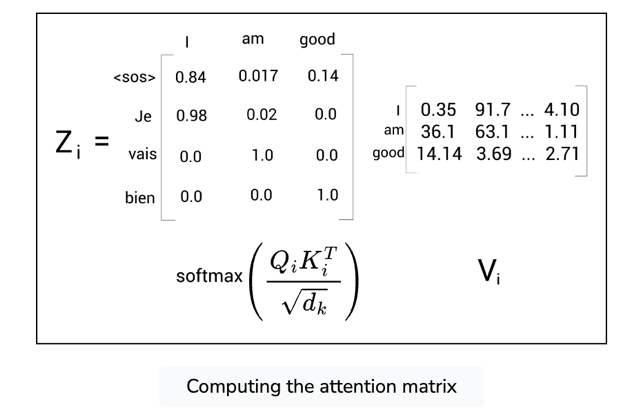 I am good
<sos> 0.84 0.017 0.14
Je 0.98 0.02 0.0
vais 0.0 1.0 0.0
bien 0.0 0.0 1.0
Z_i =
I 0.35 91.7 ... 4.10
am 36.1 63.1 ... 1.11
good 14.14 3.69 ... 2.71
softmax(Q_i K_i^T / √d_k)
V_i
Computing the attention matrix